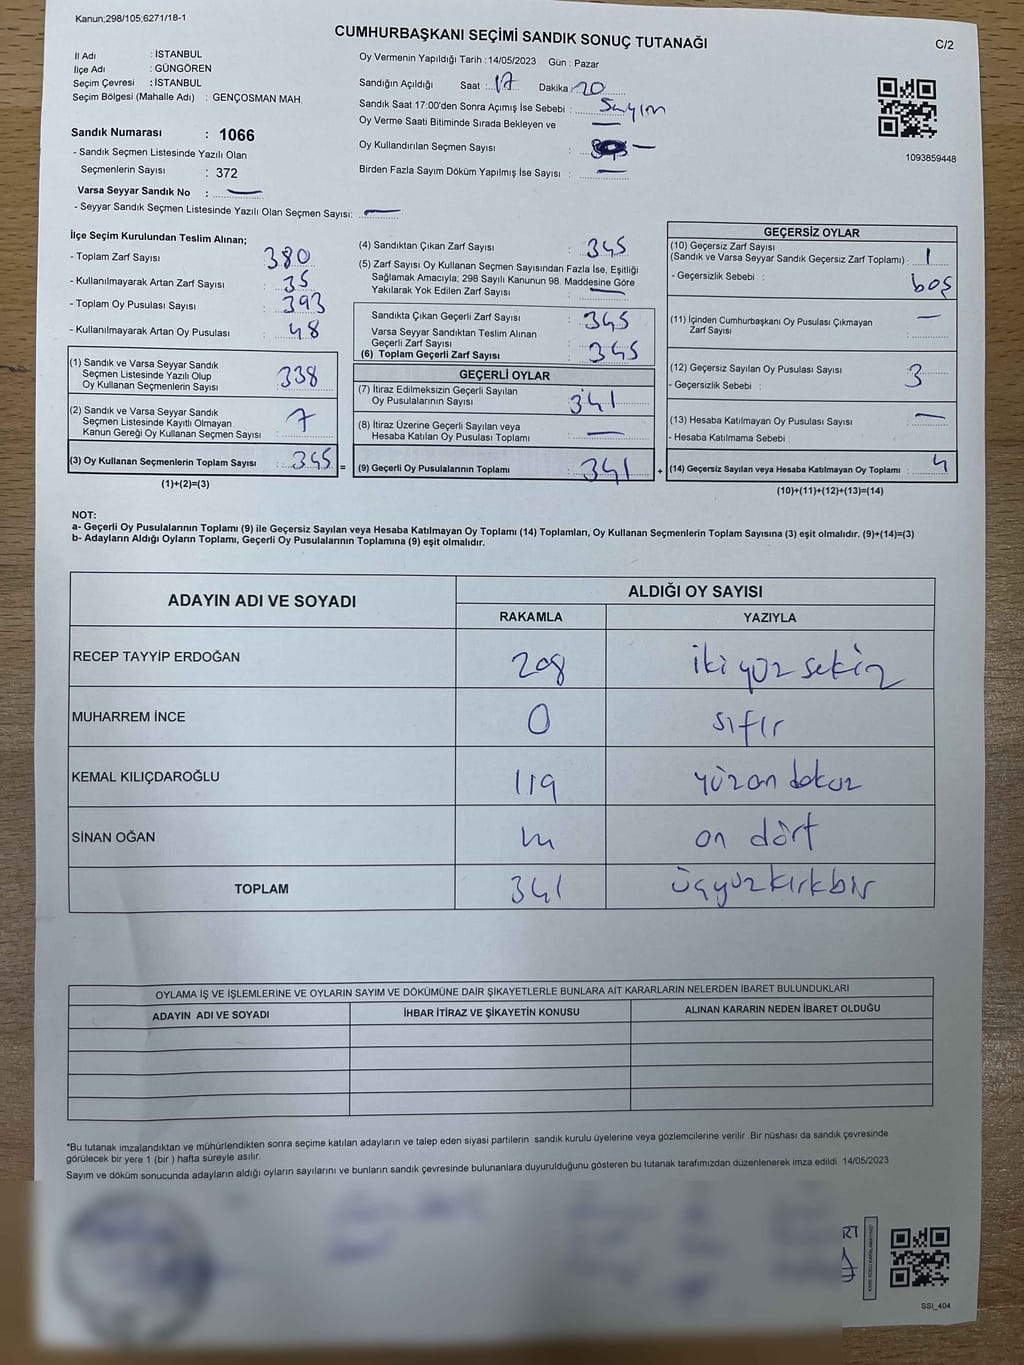 Kanun;298/105,6271/18-1
CUMHURBAŞKANI SEÇİMİ SANDIK SONUÇ TUTANAĞI
C/2
İl Adı : İSTANBUL
İlçe Adı : GÜNGÖREN
Seçim Çevresi : İSTANBUL
Seçim Bölgesi (Mahalle Adı) : GENÇOSMAN MAH.
Sandık Numarası : 1066
- Sandık Seçmen Listesinde Yazılı Olan
Seçmenlerin Sayısı : 372
Varsa Seyyar Sandık No : —
- Seyyar Sandık Seçmen Listesinde Yazılı Olan Seçmen Sayısı: —
Oy Vermenin Yapıldığı Tarih : 14/05/2023 Gün : Pazar
Sandığın Açıldığı Saat : 17 Dakika : 20
Sandık Saat 17:00'den Sonra Açımış İse Sebebi : Sayım
Oy Verme Saati Bitiminde Sırada Bekleyen ve —
Oy Kullandırılan Seçmen Sayısı : —
Birden Fazla Sayım Döküm Yapılmış İse Sayısı : —
1093859448
İlçe Seçim Kurulundan Teslim Alınan;
- Toplam Zarf Sayısı : 380
- Kullanılmayarak Artan Zarf Sayısı : 35
- Toplam Oy Pusulası Sayısı : 393
- Kullanılmayarak Artan Oy Pusulası : 48
(1) Sandık ve Varsa Seyyar Sandık
Seçmen Listesinde Yazılı Olup
Oy Kullanan Seçmenlerin Sayısı : 338
(2) Sandık ve Varsa Seyyar Sandık
Seçmen Listesinde Kayıtlı Olmayan
Kanun Gereği Oy Kullanan Seçmen Sayısı : 7
(3) Oy Kullanan Seçmenlerin Toplam Sayısı : 345 =
(1)+(2)=(3)
(4) Sandıktan Çıkan Zarf Sayısı : 345
(5) Zarf Sayısı Oy Kullanan Seçmen Sayısından Fazla İse, Eşitliği
Sağlamak Amacıyla; 298 Sayılı Kanunun 98. Maddesine Göre
Yakılarak Yok Edilen Zarf Sayısı : —
Sandıkta Çıkan Geçerli Zarf Sayısı : 345
Varsa Seyyar Sandıktan Teslim Alınan
Geçerli Zarf Sayısı :
(6) Toplam Geçerli Zarf Sayısı : 345
GEÇERLİ OYLAR
(7) İtiraz Edilmeksizin Geçerli Sayılan
Oy Pusulalarının Sayısı : 341
(8) İtiraz Üzerine Geçerli Sayılan veya
Hesaba Katılan Oy Pusulası Toplamı : —
(9) Geçerli Oy Pusulalarının Toplamı : 341 +
GEÇERSİZ OYLAR
(10) Geçersiz Zarf Sayısı
(Sandık ve Varsa Seyyar Sandık Geçersiz Zarf Toplamı) : 1
- Geçersizlik Sebebi : boş
(11) İçinden Cumhurbaşkanı Oy Pusulası Çıkmayan —
Zarf Sayısı :
(12) Geçersiz Sayılan Oy Pusulası Sayısı : 3
- Geçersizlik Sebebi :
(13) Hesaba Katılmayan Oy Pusulası Sayısı : —
- Hesaba Katılmama Sebebi :
(14) Geçersiz Sayılan veya Hesaba Katılmayan Oy Toplamı : 4
(10)+(11)+(12)+(13)=(14)
NOT:
a- Geçerli Oy Pusulalarının Toplamı (9) ile Geçersiz Sayılan veya Hesaba Katılmayan Oy Toplamı (14) Toplamları, Oy Kullanan Seçmenlerin Toplam Sayısına (3) eşit olmalıdır. (9)+(14)=(3)
b- Adayların Aldığı Oyların Toplamı, Geçerli Oy Pusulalarının Toplamına (9) eşit olmalıdır.
ADAYIN ADI VE SOYADI
ALDIĞI OY SAYISI
RAKAMLA YAZIYLA
RECEP TAYYİP ERDOĞAN 208 iki yüz sekiz
MUHARREM İNCE 0 sıfır
KEMAL KILIÇDAROĞLU 119 yüz on dokuz
SİNAN OĞAN 14 on dört
TOPLAM 341 üçyüz kırkbir
OYLAMA İŞ VE İŞLEMLERİNE VE OYLARIN SAYIM VE DÖKÜMÜNE DAİR ŞİKAYETLERLE BUNLARA AİT KARARLARIN NELERDEN İBARET BULUNDUKLARI
ADAYIN ADI VE SOYADI İHBAR İTİRAZ VE ŞİKAYETİN KONUSU ALINAN KARARIN NEDEN İBARET OLDUĞU
*Bu tutanak imzalandıktan ve mühürlendikten sonra seçime katılan adayların ve talep eden siyasi partilerin sandık kurulu üyelerine veya gözlemcilerine verilir .Bir nüshası da sandık çevresinde
görülecek bir yere 1 (bir ) hafta süreyle asılır.
Sayım ve döküm sonucunda adayların aldığı oyların sayılarını ve bunların sandık çevresinde bulunanlara duyurulduğunu gösteren bu tutanak tarafımızdan düzenlenerek imza edildi. 14/05/2023
SSI_404